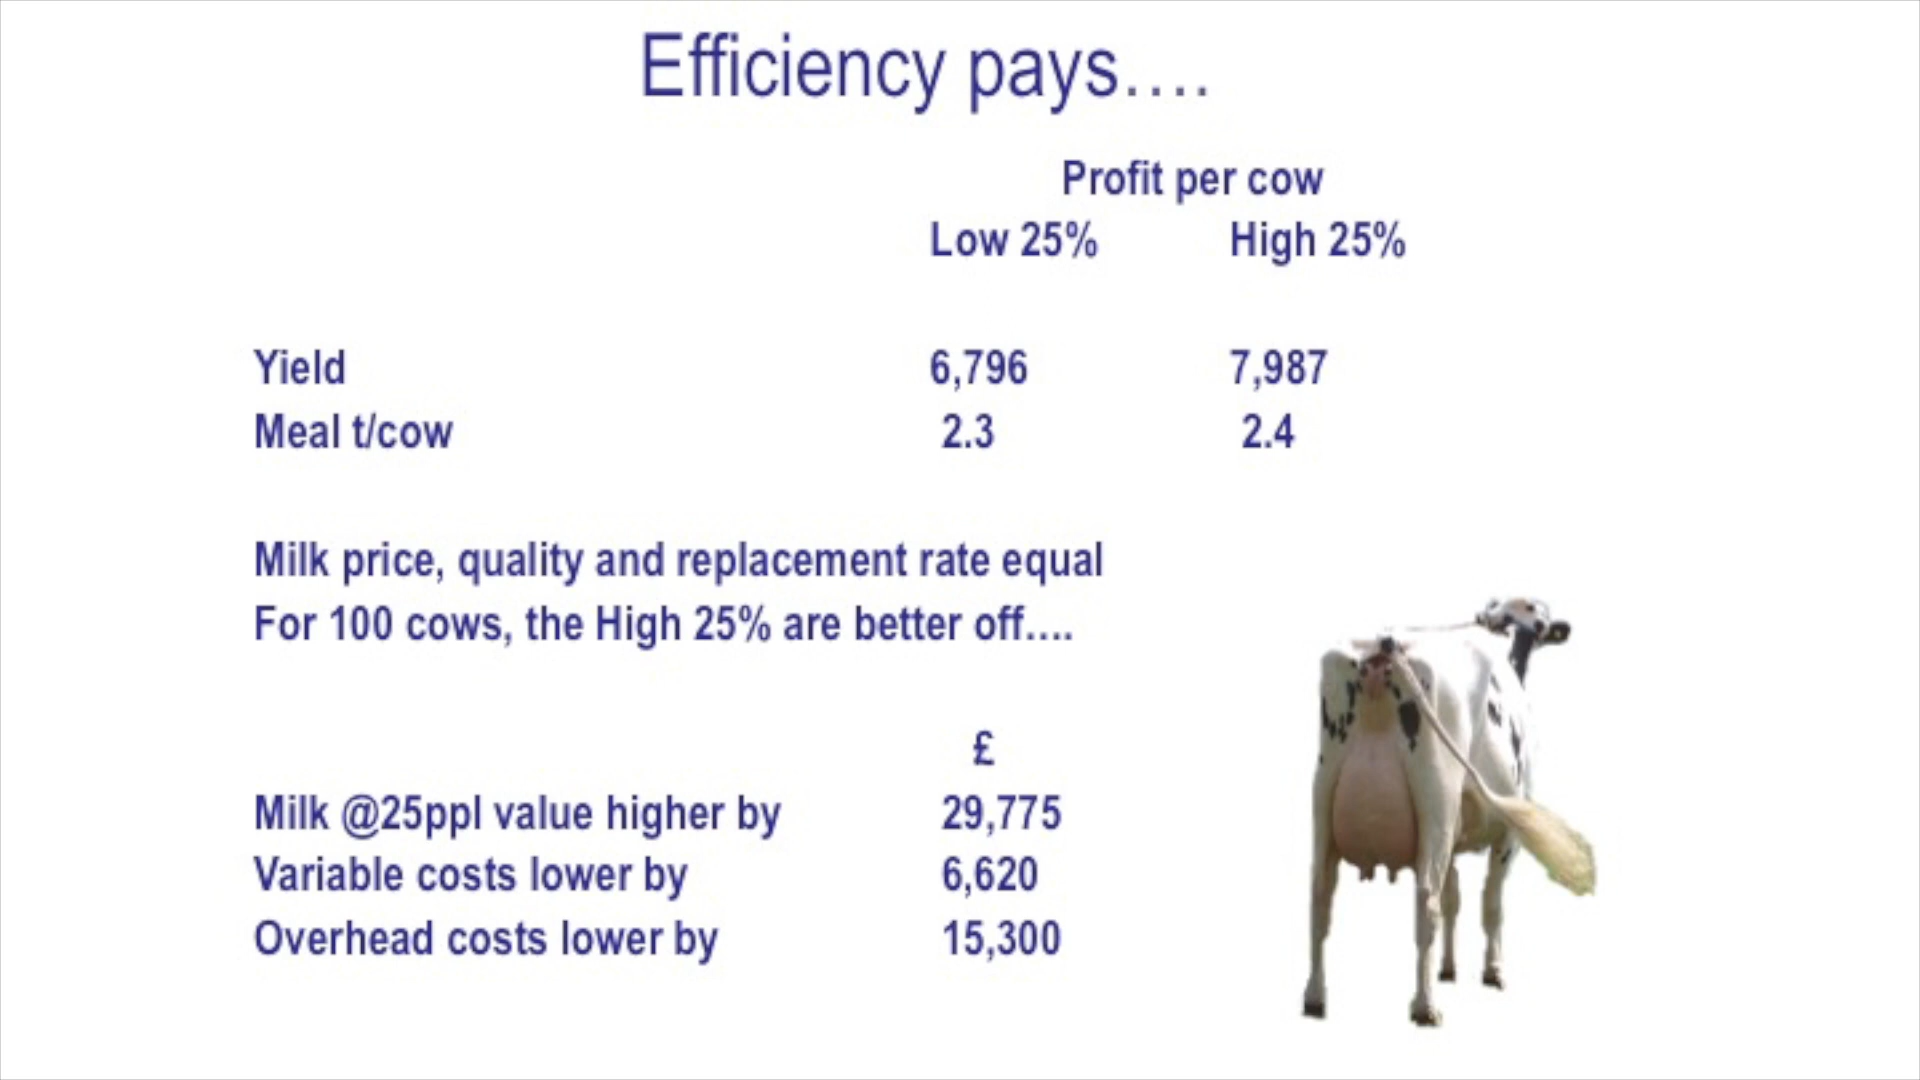 Efficiency pays....
Profit per cow
Low 25% High 25%
Yield 6,796 7,987
Meal t/cow 2.3 2.4
Milk price, quality and replacement rate equal
For 100 cows, the High 25% are better off....
£
Milk @25ppl value higher by 29,775
Variable costs lower by 6,620
Overhead costs lower by 15,300